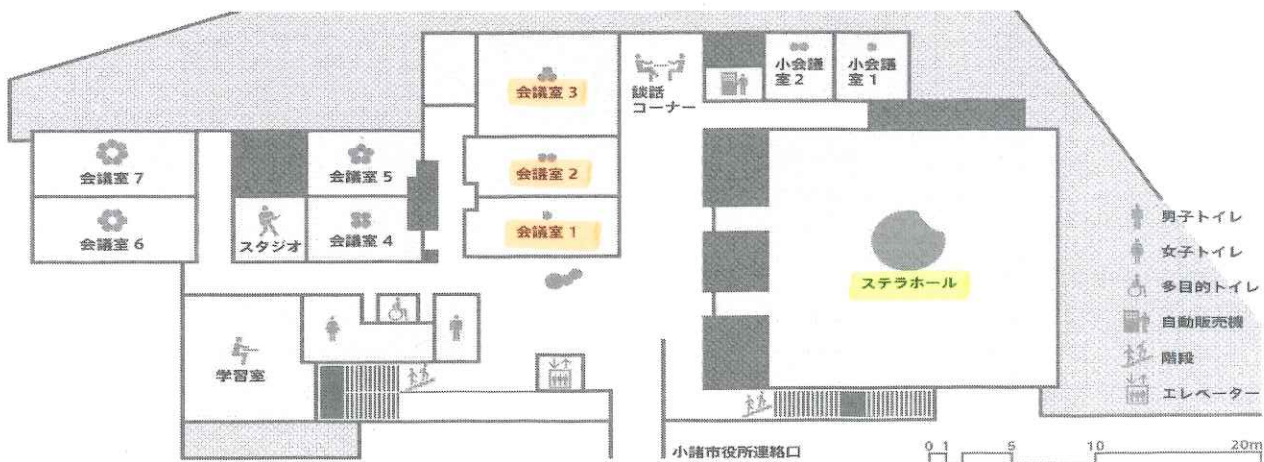 会議室 3
談話
コーナー
小会議
室 2
小会議
室 1
会議室 7
会議室 5
会議室 2
会議室 6
スタジオ
会議室 4
会議室 1
ステラホール
男子トイレ
女子トイレ
多目的トイレ
自動販売機
階段
エレベーター
学習室
小諸市役所連絡口
0 1 5 10 20m